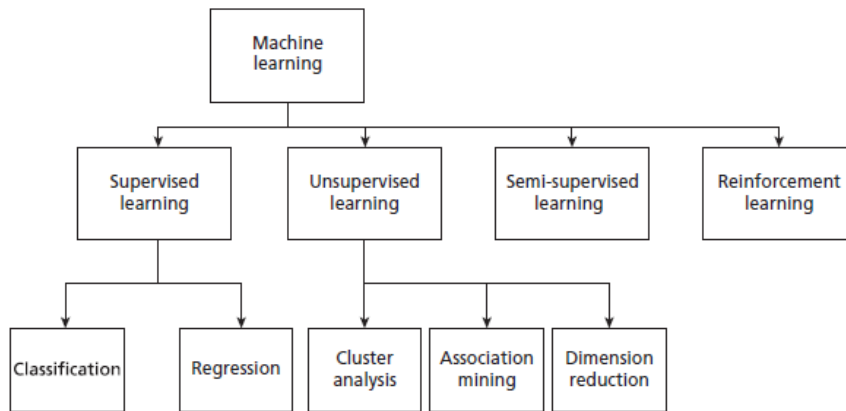 Machine
learning
Supervised
learning
Unsupervised
learning
Semi-supervised
learning
Reinforcement
learning
Classification
Regression
Cluster
analysis
Association
mining
Dimension
reduction